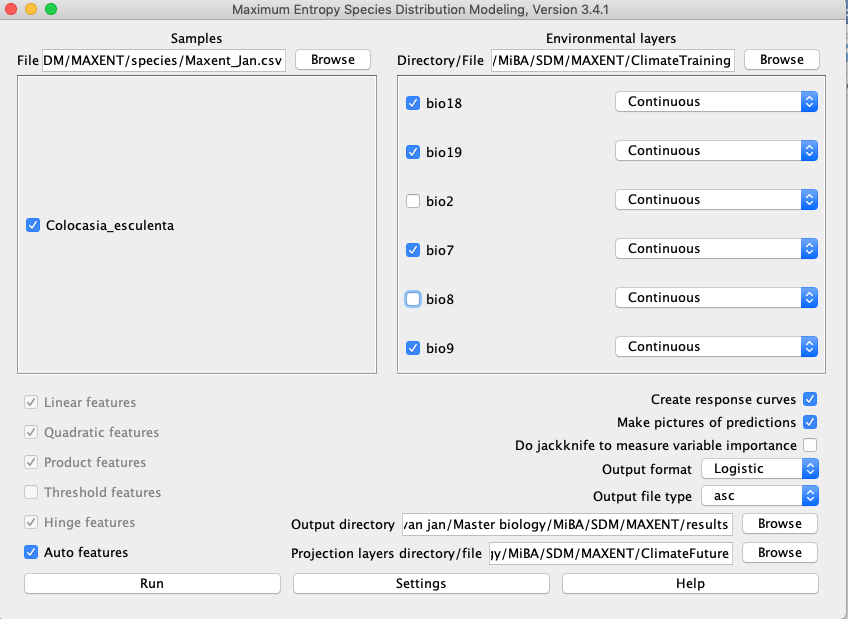 Maximum Entropy Species Distribution Modeling, Version 3.4.1
Samples
Environmental layers
File DM/MAXENT/species/Maxent_Jan.csv Browse
Directory/File /MiBA/SDM/MAXENT/ClimateTraining Browse
Colocasia_esculenta
bio18 Continuous
bio19 Continuous
bio2 Continuous
bio7 Continuous
bio8 Continuous
bio9 Continuous
Linear features
Quadratic features
Product features
Threshold features
Hinge features
Auto features
Create response curves
Make pictures of predictions
Do jackknife to measure variable importance
Output format Logistic
Output file type asc
Output directory van jan/Master biology/MiBA/SDM/MAXENT/results Browse
Projection layers directory/file gy/MiBA/SDM/MAXENT/ClimateFuture Browse
Run Settings Help